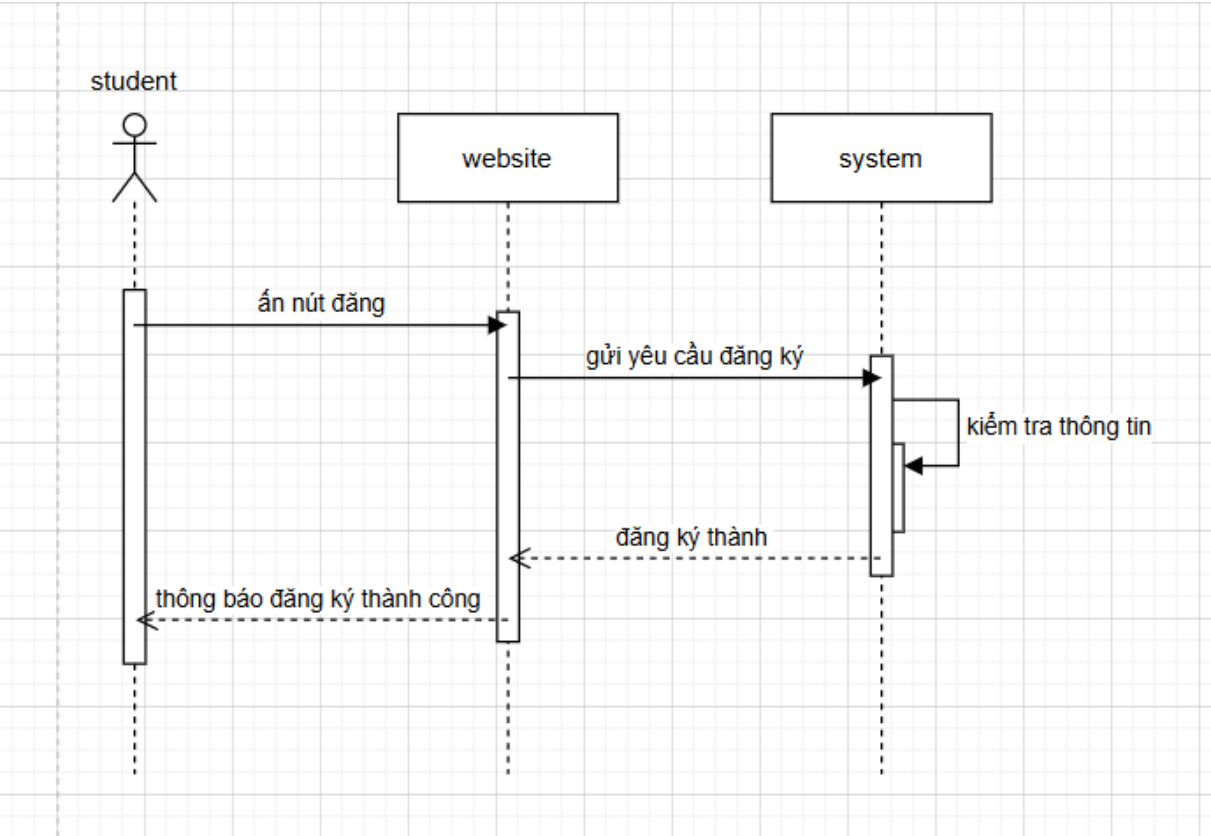 student
website
system
ấn nút đăng
gửi yêu cầu đăng ký
kiểm tra thông tin
đăng ký thành
thông báo đăng ký thành công